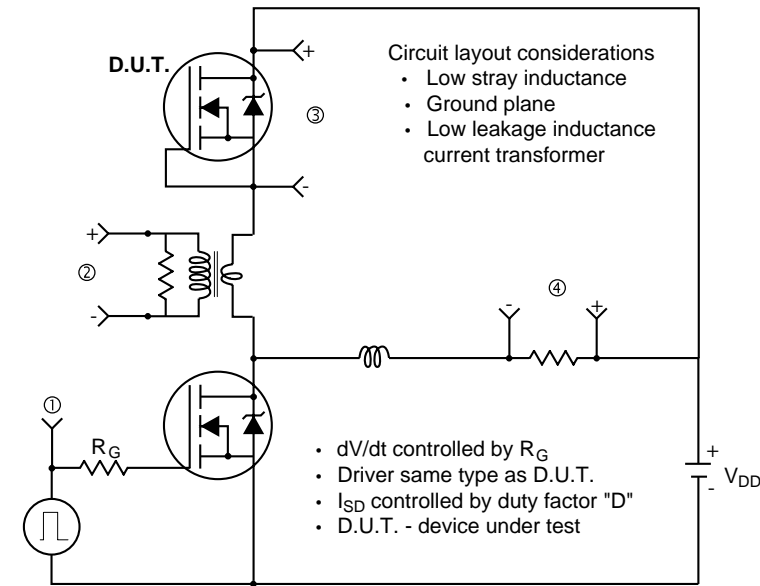 D.U.T.
+
Circuit layout considerations
• Low stray inductance
• Ground plane
• Low leakage inductance
current transformer
③
-
+
②
-
④
-
+
①
R_G
• dV/dt controlled by R_G
• Driver same type as D.U.T.
• I_SD controlled by duty factor "D"
• D.U.T. - device under test
+
V_DD
-